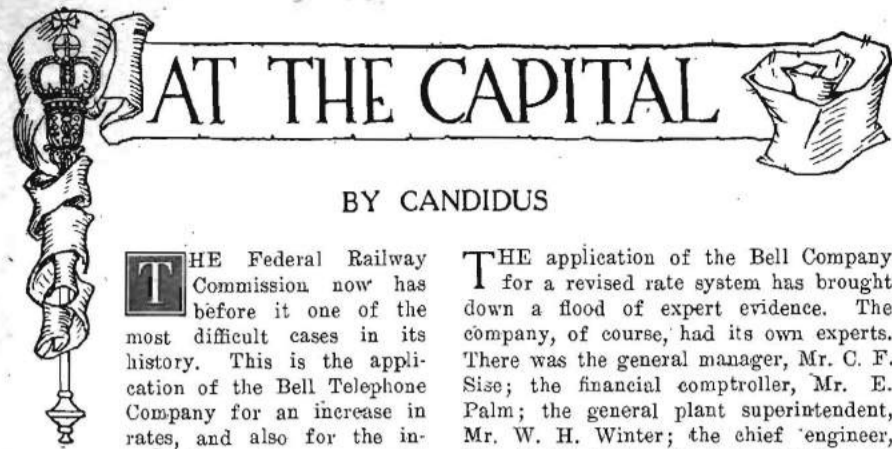 AT THE CAPITAL
BY CANDIDUS
THE Federal Railway
Commission now has
before it one of the
most difficult cases in its
history. This is the appli-
cation of the Bell Telephone
Company for an increase in
rates, and also for the in-
THE application of the Bell Company
for a revised rate system has brought
down a flood of expert evidence. The
company, of course, had its own experts.
There was the general manager, Mr. C. F.
Sise; the financial comptroller, Mr. E.
Palm; the general plant superintendent,
Mr. W. H. Winter; the chief engineer,